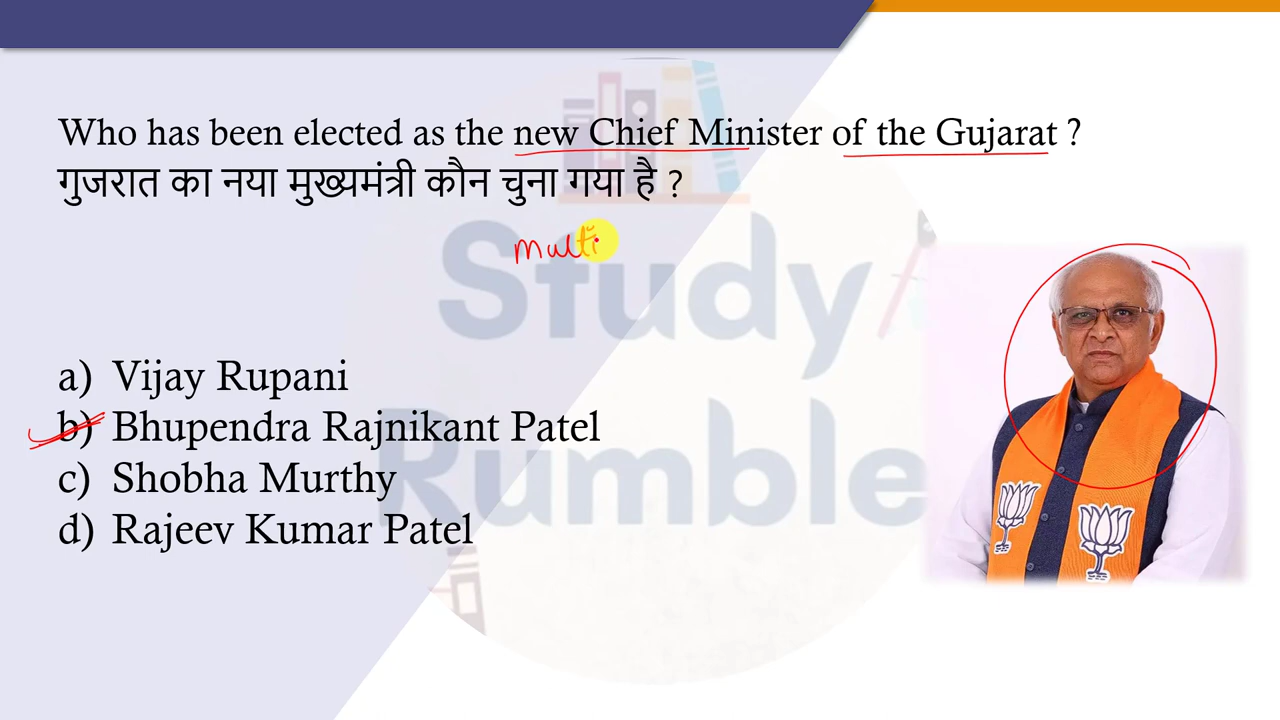 Who has been elected as the new Chief Minister of the Gujarat ?
गुजरात का नया मुख्यमंत्री कौन चुना गया है ?
multi
a) Vijay Rupani
b) Bhupendra Rajnikant Patel
c) Shobha Murthy
d) Rajeev Kumar Patel
Study
Rumble